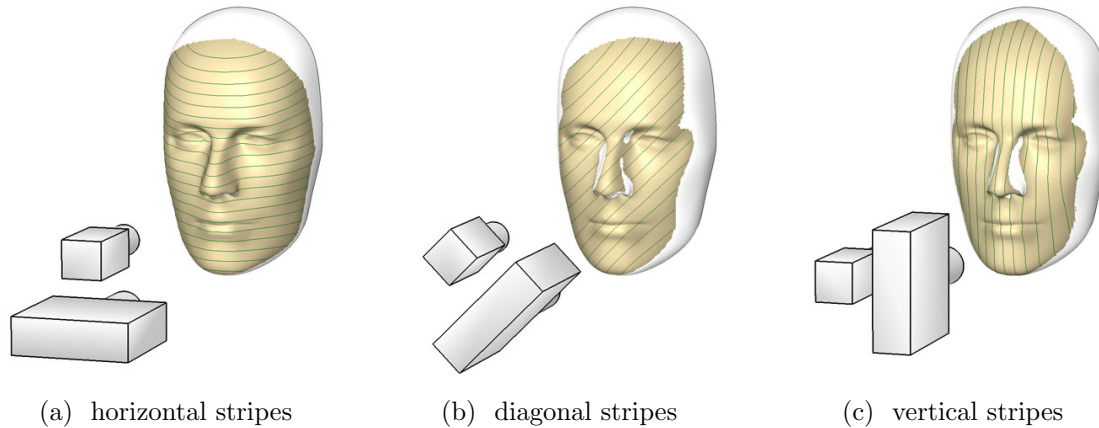 (a) horizontal stripes
(b) diagonal stripes
(c) vertical stripes